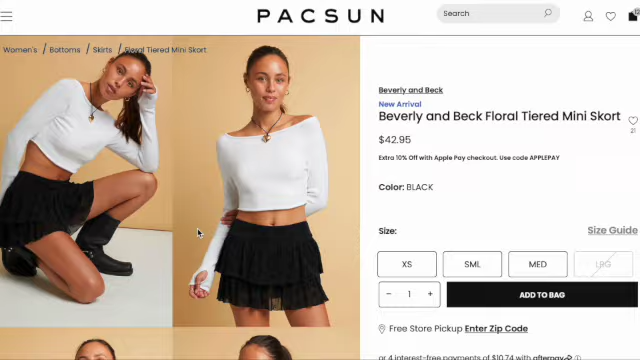 PACSUN
Search
Women's / Bottoms / Skirts / Floral Tiered Mini Skort
Beverly and Beck
New Arrival
Beverly and Beck Floral Tiered Mini Skort
21
$42.95
Extra 10% Off with Apple Pay checkout. Use code APPLEPAY
Color: BLACK
Size:
Size Guide
XS
SML
MED
LRG
− 1 +
ADD TO BAG
Free Store Pickup Enter Zip Code
or 4 interest-free payments of $10.74 with afterpay